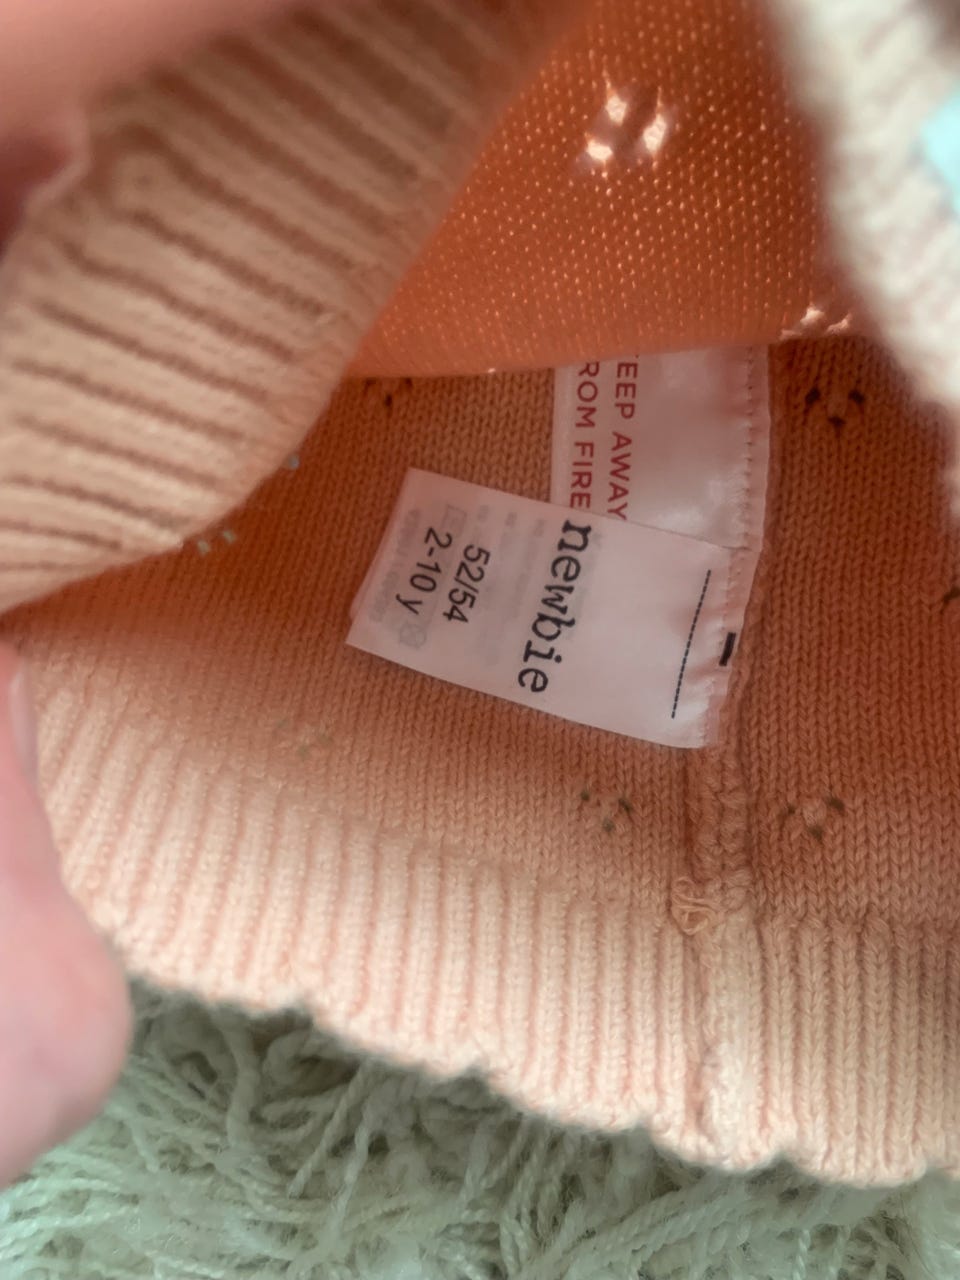 EEP AWAY
ROM FIRE
newbie
52/54
2-10 y